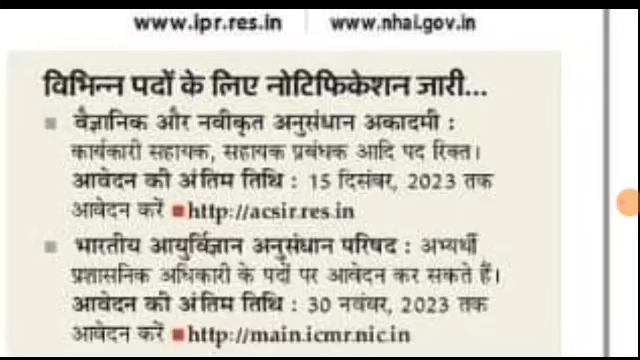 www.ipr.res.in www.nhai.gov.in
विभिन्न पदों के लिए नोटिफिकेशन जारी...
वैज्ञानिक और नवीकृत अनुसंधान अकादमी :
कार्यकारी सहायक, सहायक प्रबंधक आदि पद रिक्त।
आवेदन की अंतिम तिथि : 15 दिसंबर, 2023 तक
आवेदन करें ■http://acsir.res.in
भारतीय आयुर्विज्ञान अनुसंधान परिषद : अभ्यर्थी
प्रशासनिक अधिकारी के पदों पर आवेदन कर सकते हैं।
आवेदन की अंतिम तिथि : 30 नवंबर, 2023 तक
आवेदन करें ■http://main.icmr.nic.in